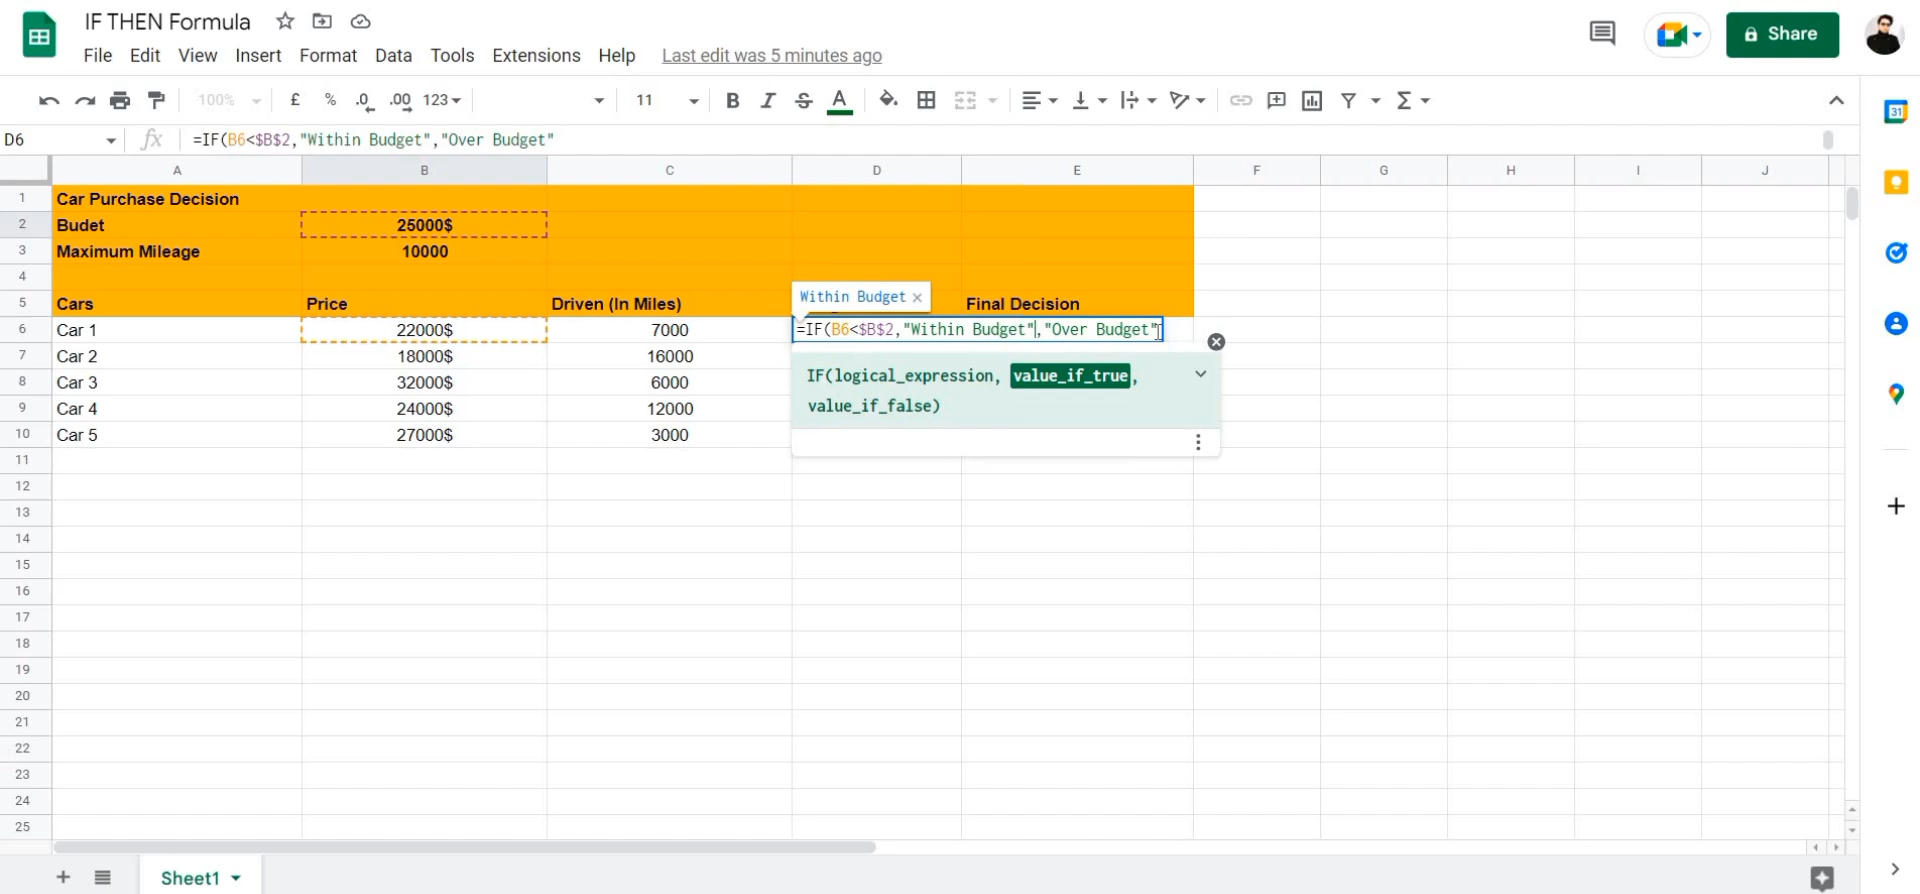 IF THEN Formula
File Edit View Insert Format Data Tools Extensions Help Last edit was 5 minutes ago
Share
100% £ % .0 .00 123 11 B I S A Σ
31
D6 fx =IF(B6<$B$2,"Within Budget","Over Budget"
A B C D E F G H I J
1 Car Purchase Decision
2 Budet 25000$
3 Maximum Mileage 10000
4
Within Budget ×
5 Cars Price Driven (In Miles) Final Decision
6 Car 1 22000$ 7000 =IF(B6<$B$2,"Within Budget","Over Budget"
7 Car 2 18000$ 16000
IF(logical_expression, value_if_true,
8 Car 3 32000$ 6000
value_if_false)
9 Car 4 24000$ 12000
10 Car 5 27000$ 3000
11
12
13
14
15
16
17
18
19
20
21
22
23
24
25
Sheet1